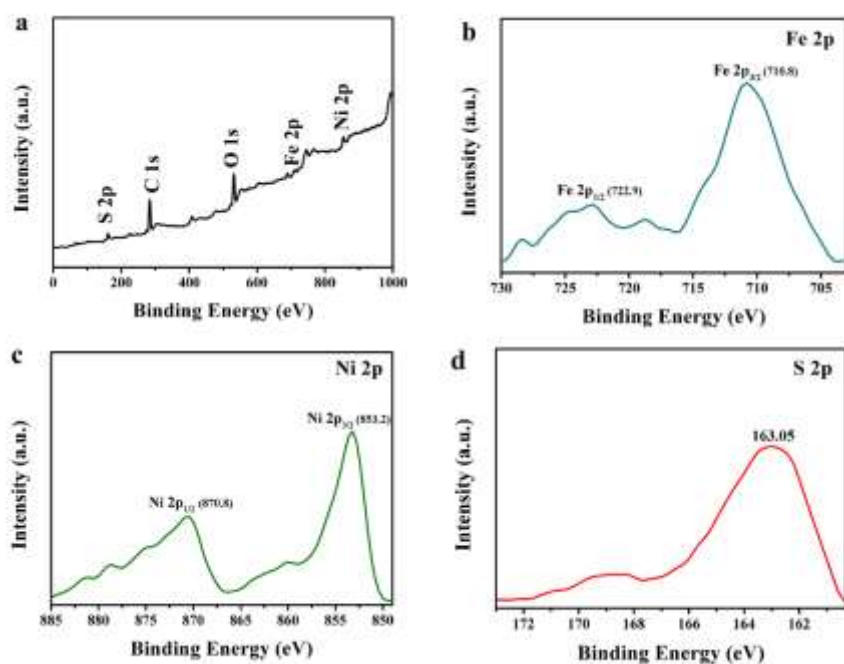 a
S 2p
C 1s
O 1s
Fe 2p
Ni 2p
Intensity (a.u.)
0 200 400 600 800 1000
Binding Energy (eV)
b
Fe 2p
Fe 2p3/2 (710.8)
Fe 2p1/2 (722.9)
Intensity (a.u.)
730 725 720 715 710 705
Binding Energy (eV)
c
Ni 2p
Ni 2p3/2 (853.2)
Ni 2p1/2 (870.8)
Intensity (a.u.)
885 880 875 870 865 860 855 850
Binding Energy (eV)
d
S 2p
163.05
Intensity (a.u.)
172 170 168 166 164 162
Binding Energy (eV)